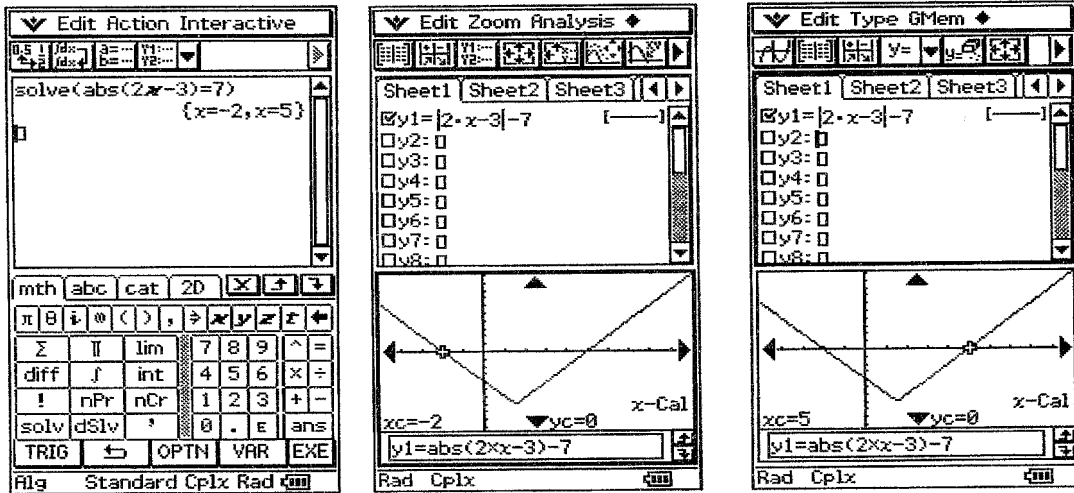 Edit Action Interactive
solve(abs(2x-3)=7)
{x=-2,x=5}
mth abc cat 2D
π θ i ∞ ( ) , ⇒ x y z t ←
Σ Π lim 7 8 9 ^ =
diff ∫ int 4 5 6 × ÷
! nPr nCr 1 2 3 + -
solv dSlv ' 0 . E ans
TRIG OPTN VAR EXE
Alg Standard Cplx Rad
Edit Zoom Analysis ◆
Y1:...
Y2:...
Sheet1 Sheet2 Sheet3
y1=|2·x-3|-7 [——]
y2:
y3:
y4:
y5:
y6:
y7:
y8:
x-Cal
xc=-2 yc=0
y1=abs(2×x-3)-7
Rad Cplx
Edit Type GMem ◆
y=
Sheet1 Sheet2 Sheet3
y1=|2·x-3|-7 [——]
y2:
y3:
y4:
y5:
y6:
y7:
y8:
x-Cal
xc=5 yc=0
y1=abs(2×x-3)-7
Rad Cplx